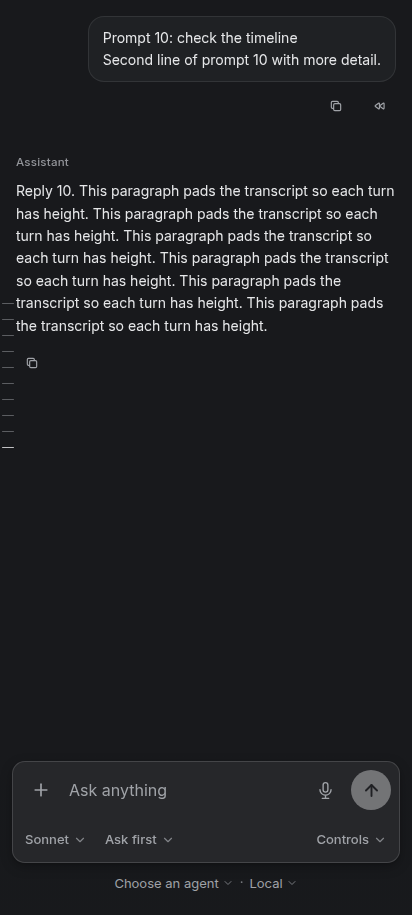 Prompt 10: check the timeline
Second line of prompt 10 with more detail.
Assistant
Reply 10. This paragraph pads the transcript so each turn
has height. This paragraph pads the transcript so each
turn has height. This paragraph pads the transcript so
each turn has height. This paragraph pads the transcript
so each turn has height. This paragraph pads the
transcript so each turn has height. This paragraph pads
the transcript so each turn has height.
Ask anything
Sonnet Ask first Controls
Choose an agent · Local